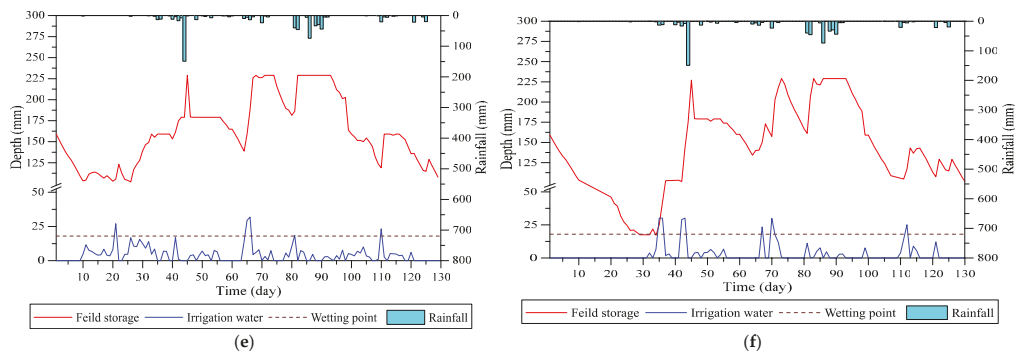 300 0
275
100
250
200
225
200 300
175 400
150
125 500
50 600
25 700
0 800
10 20 30 40 50 60 70 80 90 100 110 120 130
Time (day)
Depth (mm)
Rainfall (mm)
Feild storage Irrigation water Wetting point Rainfall
(e)
300 0
275
100
250
200
225
200 300
175 400
150
125 500
50 600
25 700
0 800
10 20 30 40 50 60 70 80 90 100 110 120 130
Time (day)
Depth (mm)
Rainfall (mm)
Feild storage Irrigation water Wetting point Rainfall
(f)